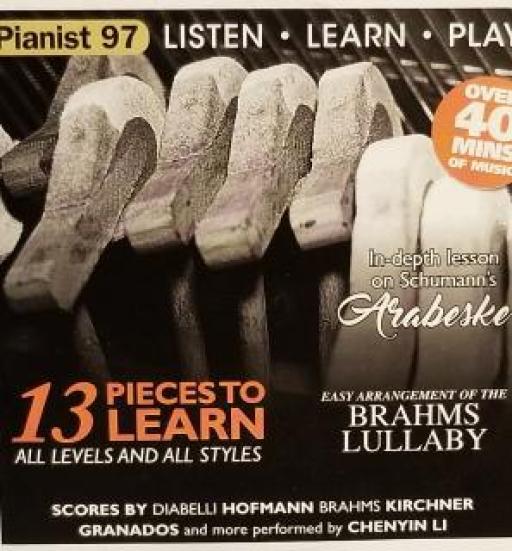 Pianist 97
LISTEN • LEARN • PLAY
OVER
40
MINS
OF MUSIC
In-depth lesson
on Schumann's
Arabeske
13 PIECES TO
LEARN
ALL LEVELS AND ALL STYLES
EASY ARRANGEMENT OF THE
BRAHMS
LULLABY
SCORES BY DIABELLI HOFMANN BRAHMS KIRCHNER
GRANADOS and more performed by CHENYIN LI